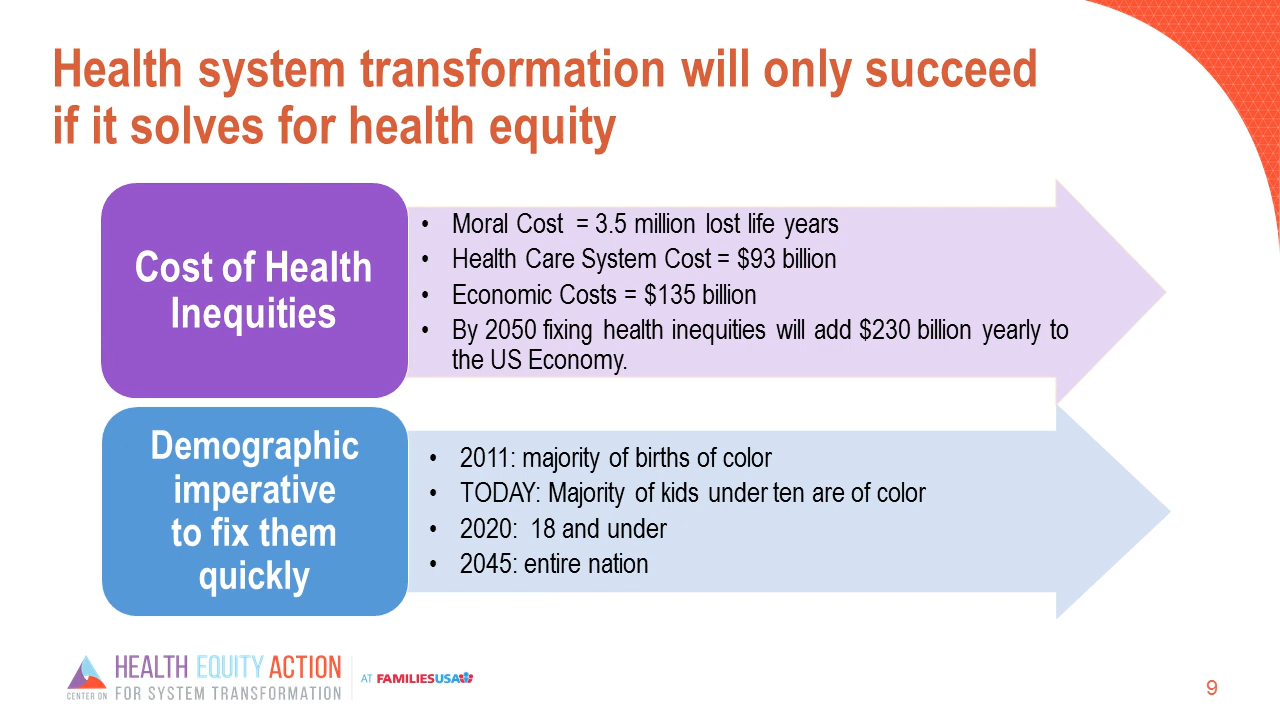 Health system transformation will only succeed
if it solves for health equity
Cost of Health
Inequities
• Moral Cost = 3.5 million lost life years
• Health Care System Cost = $93 billion
• Economic Costs = $135 billion
• By 2050 fixing health inequities will add $230 billion yearly to
the US Economy.
Demographic
imperative
to fix them
quickly
• 2011: majority of births of color
• TODAY: Majority of kids under ten are of color
• 2020: 18 and under
• 2045: entire nation
HEALTH EQUITY ACTION
CENTER ON FOR SYSTEM TRANSFORMATION
AT FAMILIESUSA
9